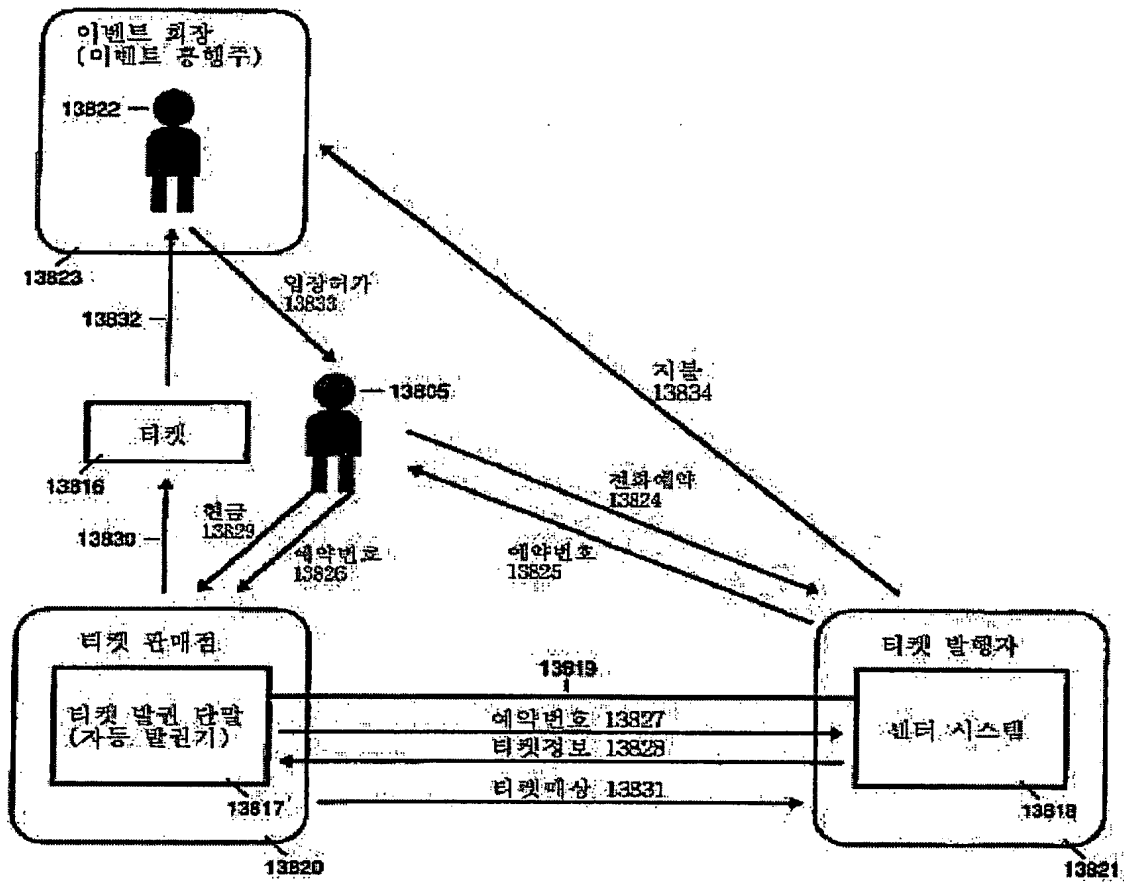 이벤트 회장
(이벤트 흥행주)
13822
13823
입장허가
13833
13832
13805
지불
13834
티켓
13816
전화예약
13824
현금
13829
13830
예약번호
13826
예약번호
13825
티켓 판매점
티켓 발행자
13819
티켓 발권 단말
(자동 발권기)
예약번호 13827
센터 시스템
티켓정보 13828
티켓매상 13831
13817
13818
13820
13821